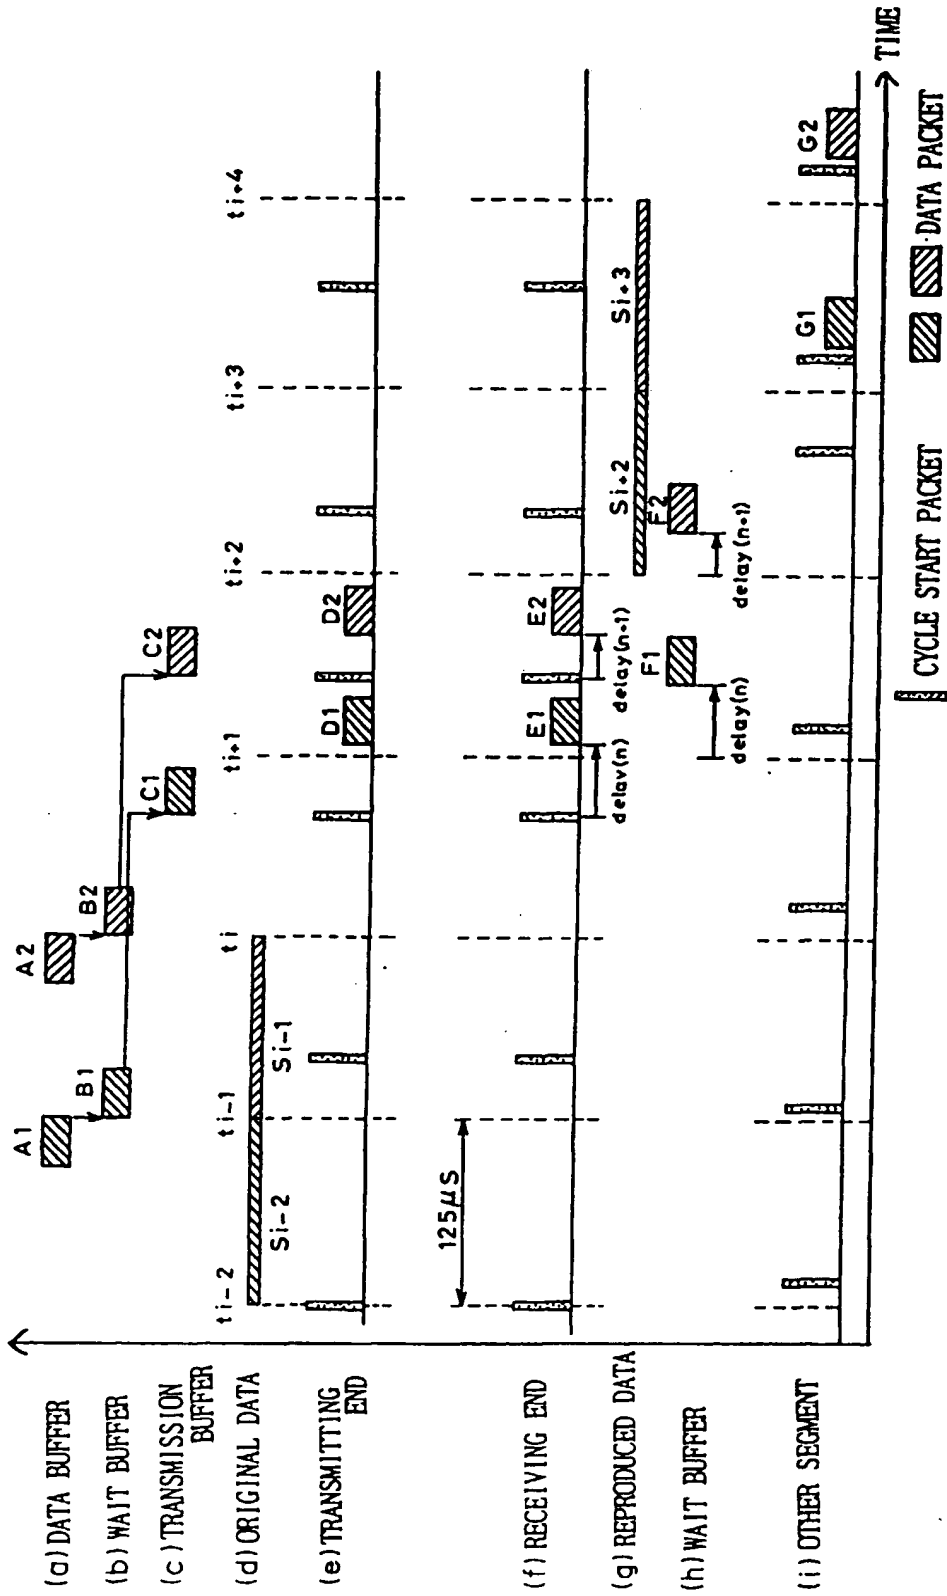 (a) DATA BUFFER
A1
A2
(b) WAIT BUFFER
B1
B2
(c) TRANSMISSION
BUFFER
C1
C2
(d) ORIGINAL DATA
ti-2
ti-1
ti
ti+1
ti+2
ti+3
ti+4
Si-2
Si-1
(e) TRANSMITTING
END
D1
D2
125μS
(f) RECEIVING END
E1
E2
delay(n)
delay(n+1)
(g) REPRODUCED DATA
Si+2
Si+3
(h) WAIT BUFFER
F1
F2
delay(n)
delay(n+1)
(i) OTHER SEGMENT
G1
G2
TIME
CYCLE START PACKET
DATA PACKET